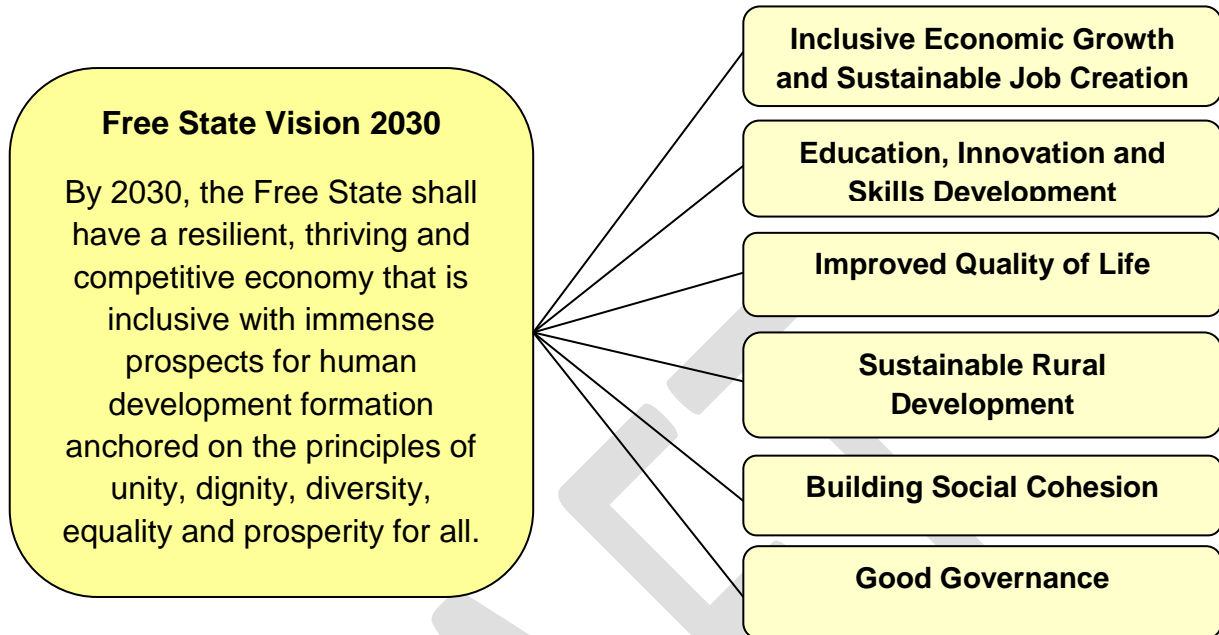 Free State Vision 2030
By 2030, the Free State shall
have a resilient, thriving and
competitive economy that is
inclusive with immense
prospects for human
development formation
anchored on the principles of
unity, dignity, diversity,
equality and prosperity for all.
Inclusive Economic Growth
and Sustainable Job Creation
Education, Innovation and
Skills Development
Improved Quality of Life
Sustainable Rural
Development
Building Social Cohesion
Good Governance